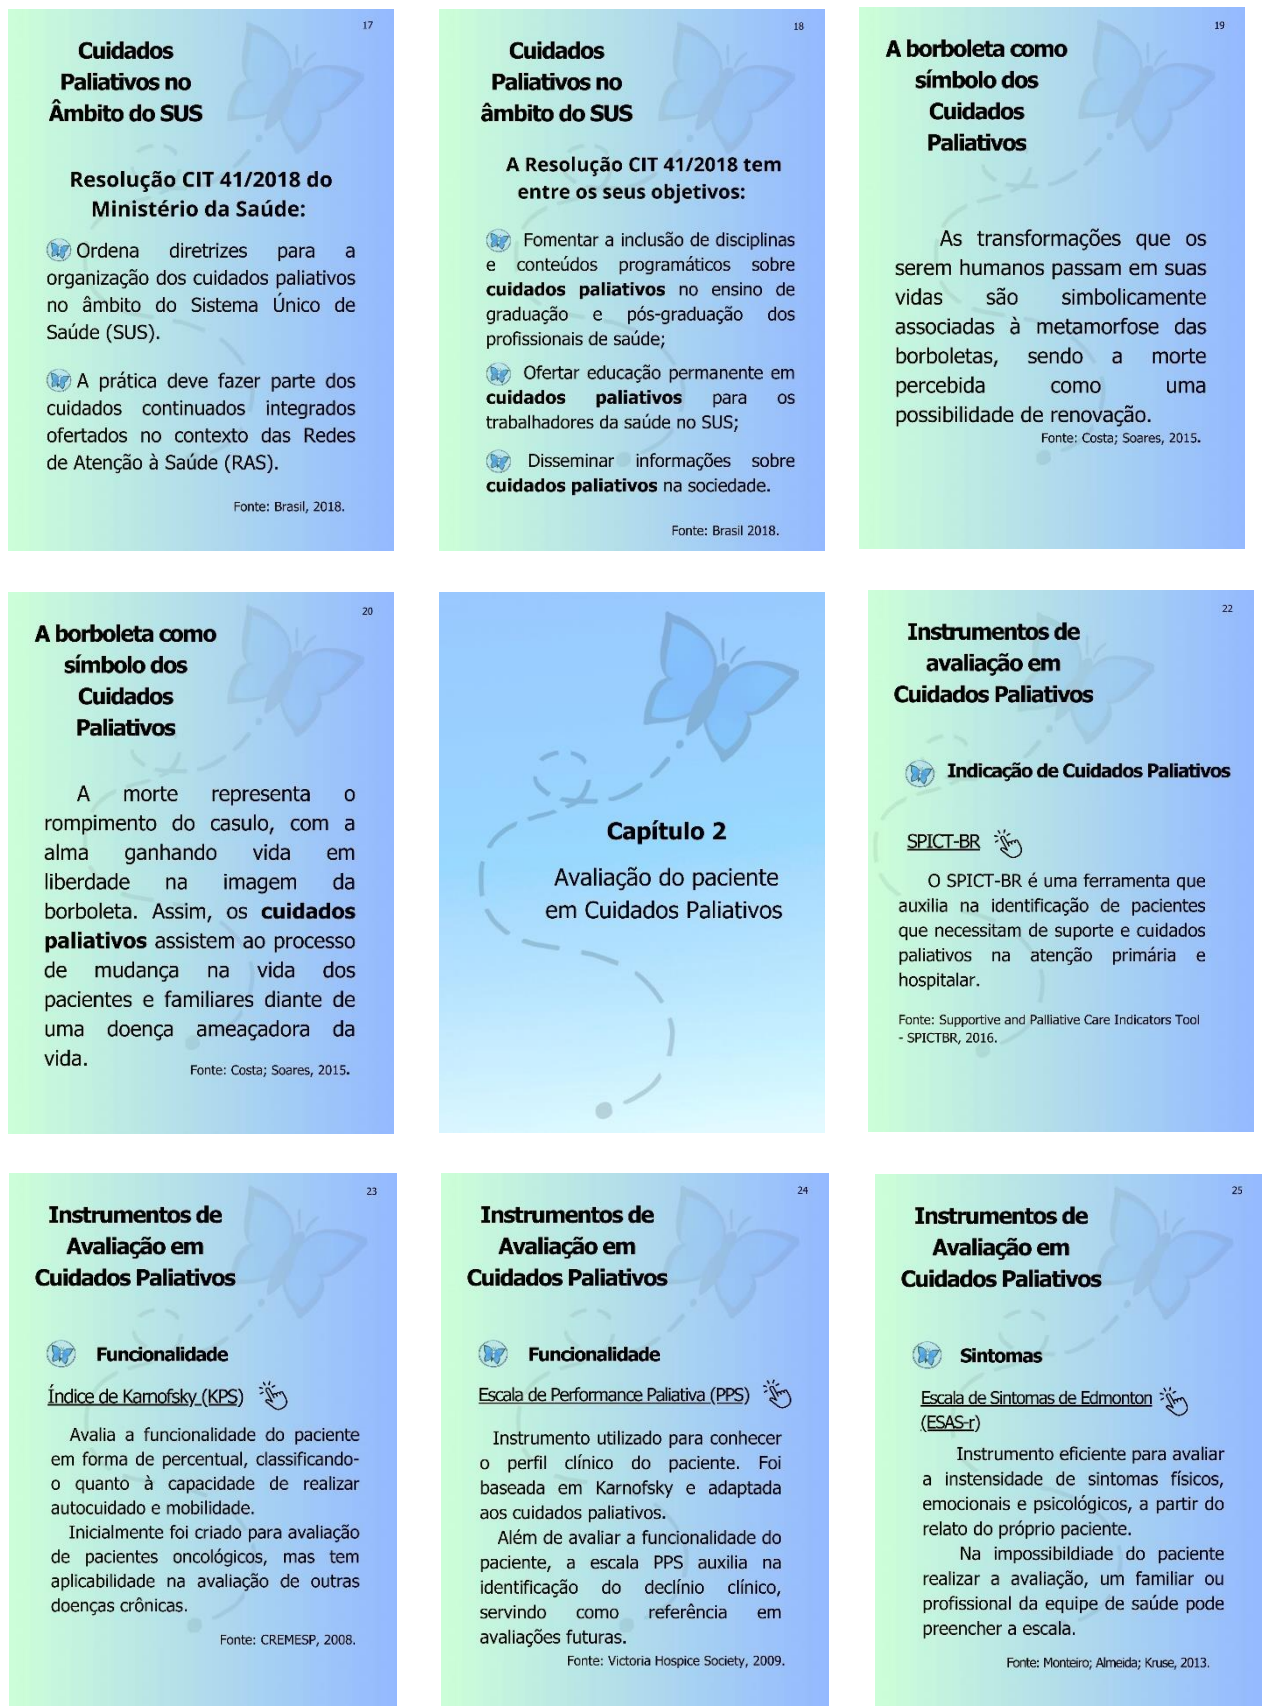 17
Cuidados
Paliativos no
Âmbito do SUS
Resolução CIT 41/2018 do
Ministério da Saúde:
Ordena diretrizes para a
organização dos cuidados paliativos
no âmbito do Sistema Único de
Saúde (SUS).
A prática deve fazer parte dos
cuidados continuados integrados
ofertados no contexto das Redes
de Atenção à Saúde (RAS).
Fonte: Brasil, 2018.
18
Cuidados
Paliativos no
âmbito do SUS
A Resolução CIT 41/2018 tem
entre os seus objetivos:
Fomentar a inclusão de disciplinas
e conteúdos programáticos sobre
cuidados paliativos no ensino de
graduação e pós-graduação dos
profissionais de saúde;
Ofertar educação permanente em
cuidados paliativos para os
trabalhadores da saúde no SUS;
Disseminar informações sobre
cuidados paliativos na sociedade.
Fonte: Brasil 2018.
19
A borboleta como
símbolo dos
Cuidados
Paliativos
As transformações que os
serem humanos passam em suas
vidas são simbolicamente
associadas à metamorfose das
borboletas, sendo a morte
percebida como uma
possibilidade de renovação.
Fonte: Costa; Soares, 2015.
20
A borboleta como
símbolo dos
Cuidados
Paliativos
A morte representa o
rompimento do casulo, com a
alma ganhando vida em
liberdade na imagem da
borboleta. Assim, os cuidados
paliativos assistem ao processo
de mudança na vida dos
pacientes e familiares diante de
uma doença ameaçadora da
vida.
Fonte: Costa; Soares, 2015.
Capítulo 2
Avaliação do paciente
em Cuidados Paliativos
22
Instrumentos de
avaliação em
Cuidados Paliativos
Indicação de Cuidados Paliativos
SPICT-BR
O SPICT-BR é uma ferramenta que
auxilia na identificação de pacientes
que necessitam de suporte e cuidados
paliativos na atenção primária e
hospitalar.
Fonte: Supportive and Palliative Care Indicators Tool
- SPICTBR, 2016.
23
Instrumentos de
Avaliação em
Cuidados Paliativos
Funcionalidade
Índice de Karnofsky (KPS)
Avalia a funcionalidade do paciente
em forma de percentual, classificando-
o quanto à capacidade de realizar
autocuidado e mobilidade.
Inicialmente foi criado para avaliação
de pacientes oncológicos, mas tem
aplicabilidade na avaliação de outras
doenças crônicas.
Fonte: CREMESP, 2008.
24
Instrumentos de
Avaliação em
Cuidados Paliativos
Funcionalidade
Escala de Performance Paliativa (PPS)
Instrumento utilizado para conhecer
o perfil clínico do paciente. Foi
baseada em Karnofsky e adaptada
aos cuidados paliativos.
Além de avaliar a funcionalidade do
paciente, a escala PPS auxilia na
identificação do declínio clínico,
servindo como referência em
avaliações futuras.
Fonte: Victoria Hospice Society, 2009.
25
Instrumentos de
Avaliação em
Cuidados Paliativos
Sintomas
Escala de Sintomas de Edmonton
(ESAS-r)
Instrumento eficiente para avaliar
a instensidade de sintomas físicos,
emocionais e psicológicos, a partir do
relato do próprio paciente.
Na impossibildiade do paciente
realizar a avaliação, um familiar ou
profissional da equipe de saúde pode
preencher a escala.
Fonte: Monteiro; Almeida; Kruse, 2013.